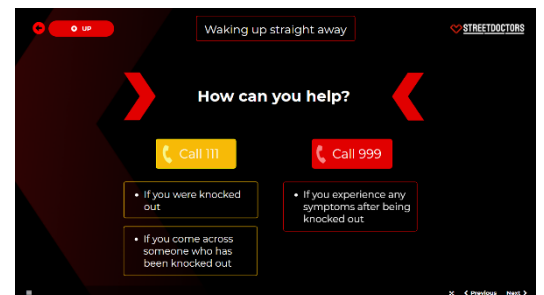 UP
Waking up straight away
STREETDOCTORS
How can you help?
Call 111
Call 999
• If you were knocked
out
• If you come across
someone who has
been knocked out
• If you experience any
symptoms after being
knocked out
Previous
Next